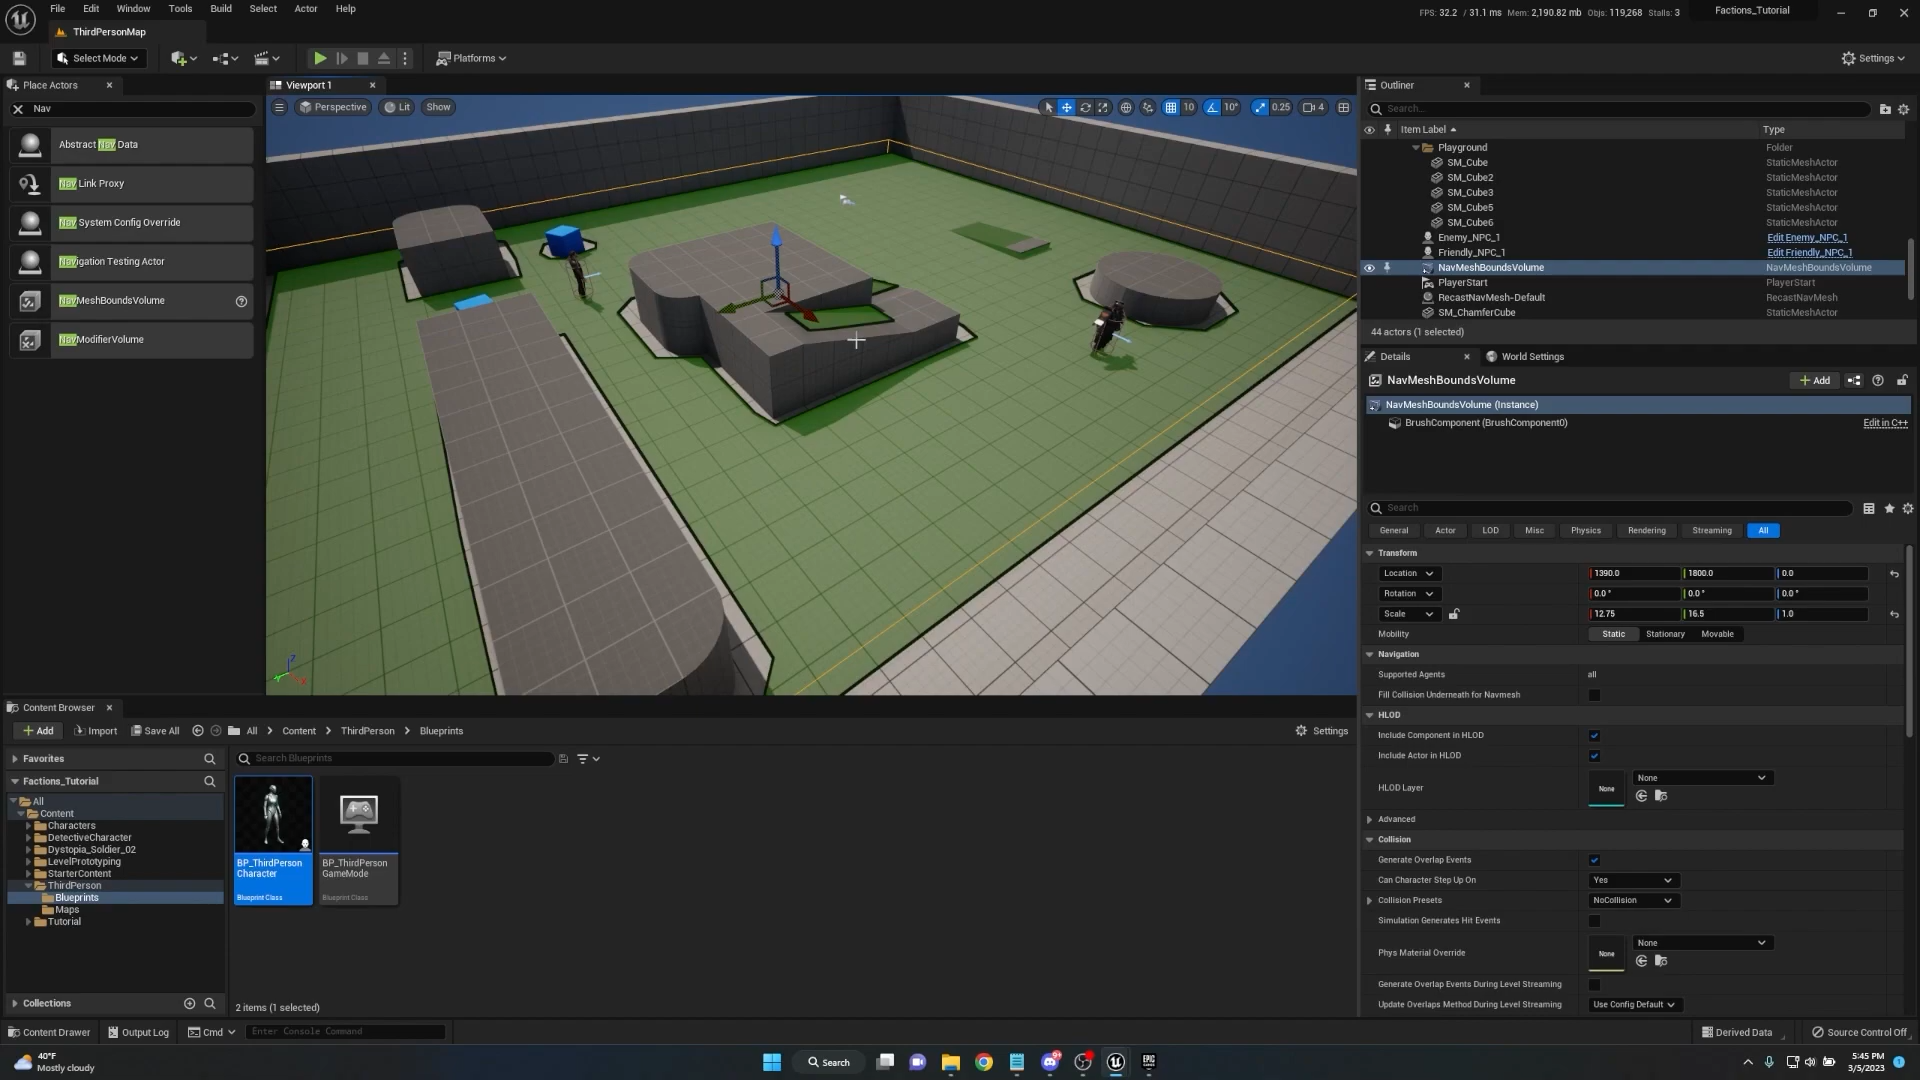 File Edit Window Tools Build Select Actor Help
FPS: 32.2 / 31.1 ms Mem: 2,190.82 mb Objs: 119,268 Stalls: 3
Factions_Tutorial
ThirdPersonMap
Select Mode
Platforms
Settings
Place Actors
Nav
Abstract Nav Data
Nav Link Proxy
Nav System Config Override
Navigation Testing Actor
NavMeshBoundsVolume
NavModifierVolume
Viewport 1
Perspective
Lit
Show
10
10°
0.25
4
Outliner
Search...
Item Label
Type
Playground Folder
SM_Cube StaticMeshActor
SM_Cube2 StaticMeshActor
SM_Cube3 StaticMeshActor
SM_Cube5 StaticMeshActor
SM_Cube6 StaticMeshActor
Enemy_NPC_1 Edit Enemy_NPC_1
Friendly_NPC_1 Edit Friendly_NPC_1
NavMeshBoundsVolume NavMeshBoundsVolume
PlayerStart PlayerStart
RecastNavMesh-Default RecastNavMesh
SM_ChamferCube StaticMeshActor
44 actors (1 selected)
Details
World Settings
NavMeshBoundsVolume
Add
NavMeshBoundsVolume (Instance)
BrushComponent (BrushComponent0)
Edit in C++
Search
General Actor LOD Misc Physics Rendering Streaming All
Transform
Location 1390.0 1800.0 0.0
Rotation 0.0° 0.0° 0.0°
Scale 12.75 16.5 1.0
Mobility Static Stationary Movable
Navigation
Supported Agents all
Fill Collision Underneath for Navmesh
HLOD
Include Component in HLOD
Include Actor in HLOD
HLOD Layer None None
Advanced
Collision
Generate Overlap Events
Can Character Step Up On Yes
Collision Presets NoCollision
Simulation Generates Hit Events
Phys Material Override None None
Generate Overlap Events During Level Streaming
Update Overlaps Method During Level Streaming Use Config Default
Content Browser
Add
Import
Save All
All
Content
ThirdPerson
Blueprints
Settings
Favorites
Factions_Tutorial
All
Content
Characters
DetectiveCharacter
Dystopia_Soldier_02
LevelPrototyping
StarterContent
ThirdPerson
Blueprints
Maps
Tutorial
Collections
Search Blueprints
BP_ThirdPerson
Character
Blueprint Class
BP_ThirdPerson
GameMode
Blueprint Class
2 items (1 selected)
Content Drawer
Output Log
Cmd
Enter Console Command
Derived Data
Source Control Off
40°F
Mostly cloudy
Search
5:45 PM
3/5/2023